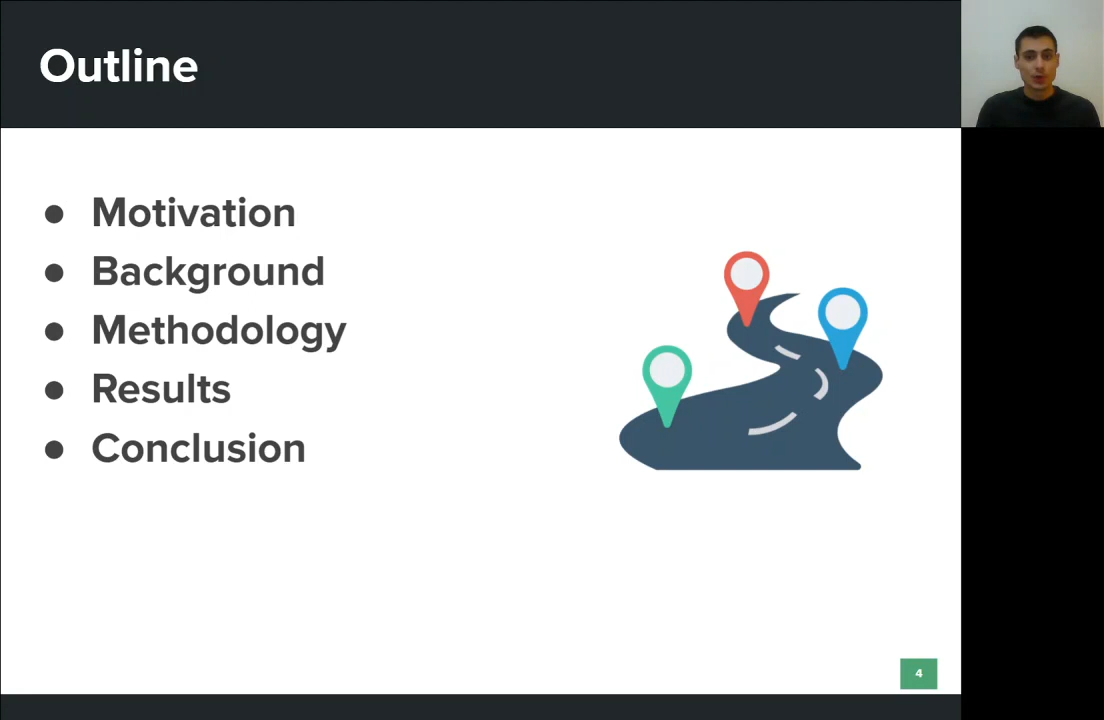 Outline
● Motivation
● Background
● Methodology
● Results
● Conclusion
4